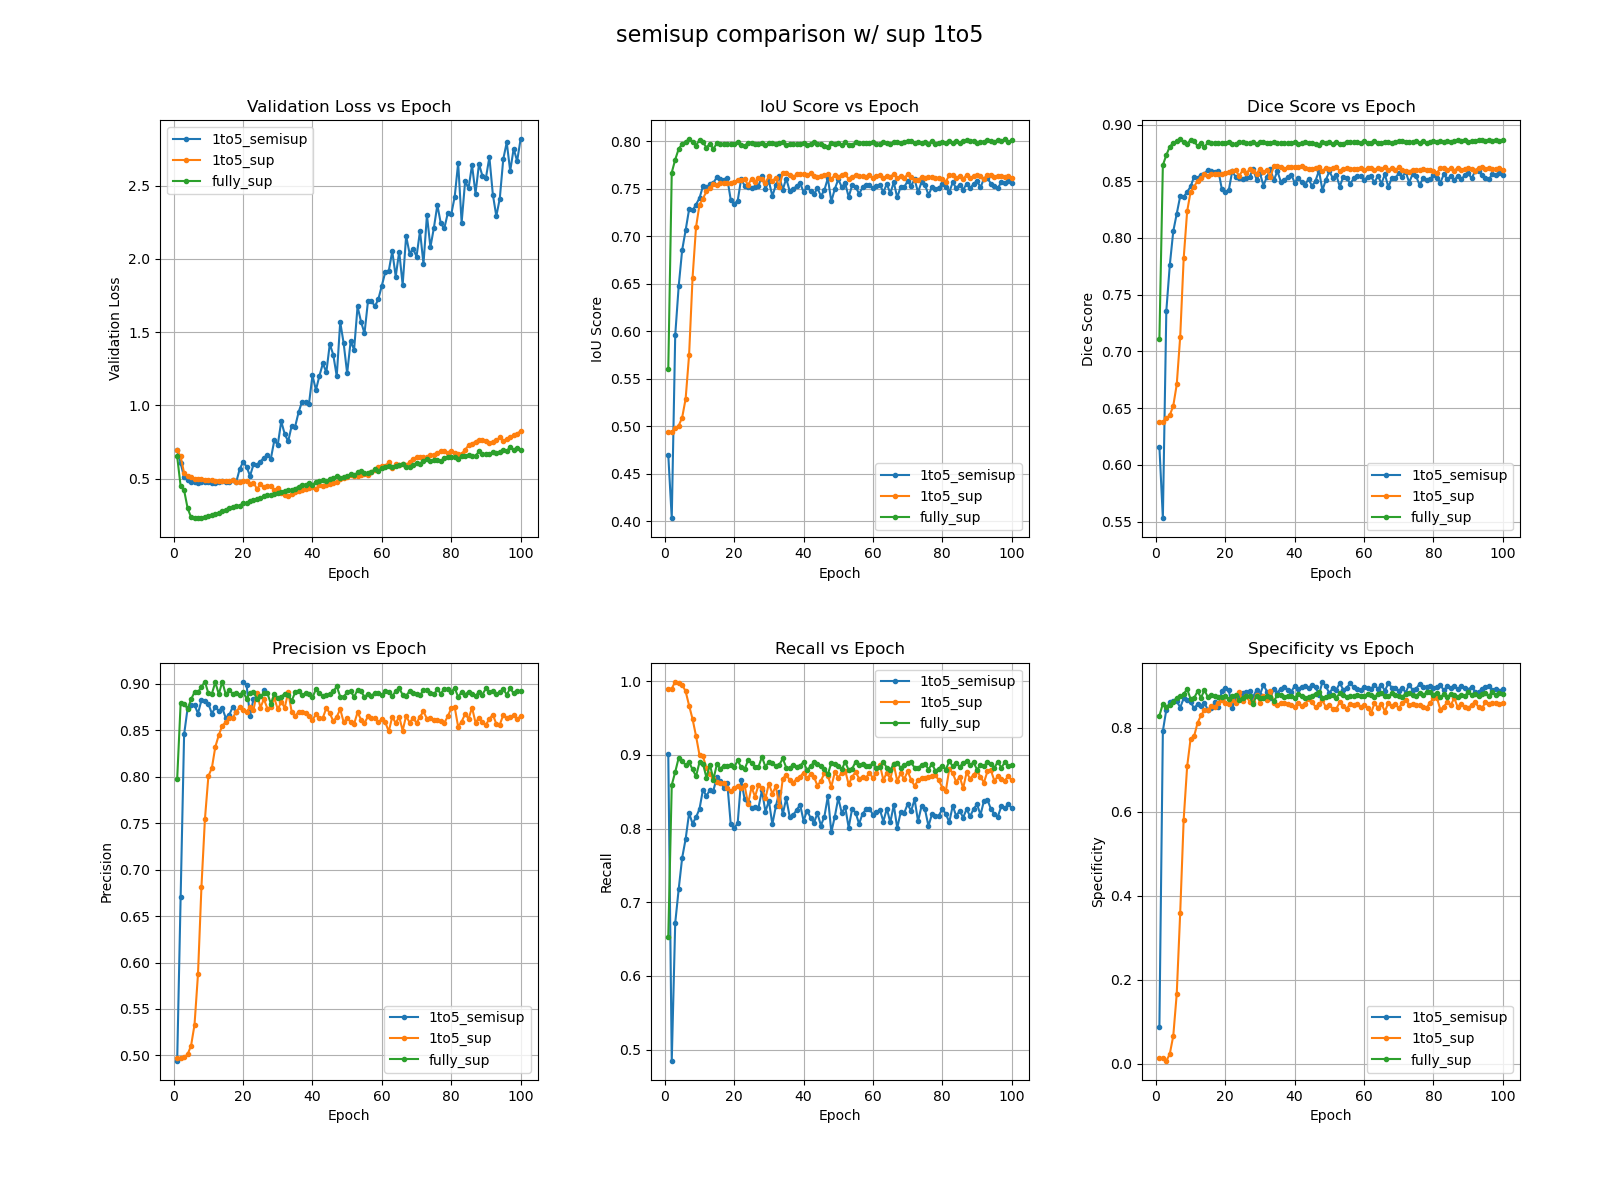 semisup comparison w/ sup 1to5
Validation Loss vs Epoch
1to5_semisup
1to5_sup
fully_sup
2.5
2.0
1.5
1.0
0.5
Validation Loss
0 20 40 60 80 100
Epoch
IoU Score vs Epoch
0.80
0.75
0.70
0.65
0.60
0.55
0.50
0.45
0.40
IoU Score
1to5_semisup
1to5_sup
fully_sup
0 20 40 60 80 100
Epoch
Dice Score vs Epoch
0.90
0.85
0.80
0.75
0.70
0.65
0.60
0.55
Dice Score
1to5_semisup
1to5_sup
fully_sup
0 20 40 60 80 100
Epoch
Precision vs Epoch
0.90
0.85
0.80
0.75
0.70
0.65
0.60
0.55
0.50
Precision
1to5_semisup
1to5_sup
fully_sup
0 20 40 60 80 100
Epoch
Recall vs Epoch
1to5_semisup
1to5_sup
fully_sup
1.0
0.9
0.8
0.7
0.6
0.5
Recall
0 20 40 60 80 100
Epoch
Specificity vs Epoch
0.8
0.6
0.4
0.2
0.0
Specificity
1to5_semisup
1to5_sup
fully_sup
0 20 40 60 80 100
Epoch